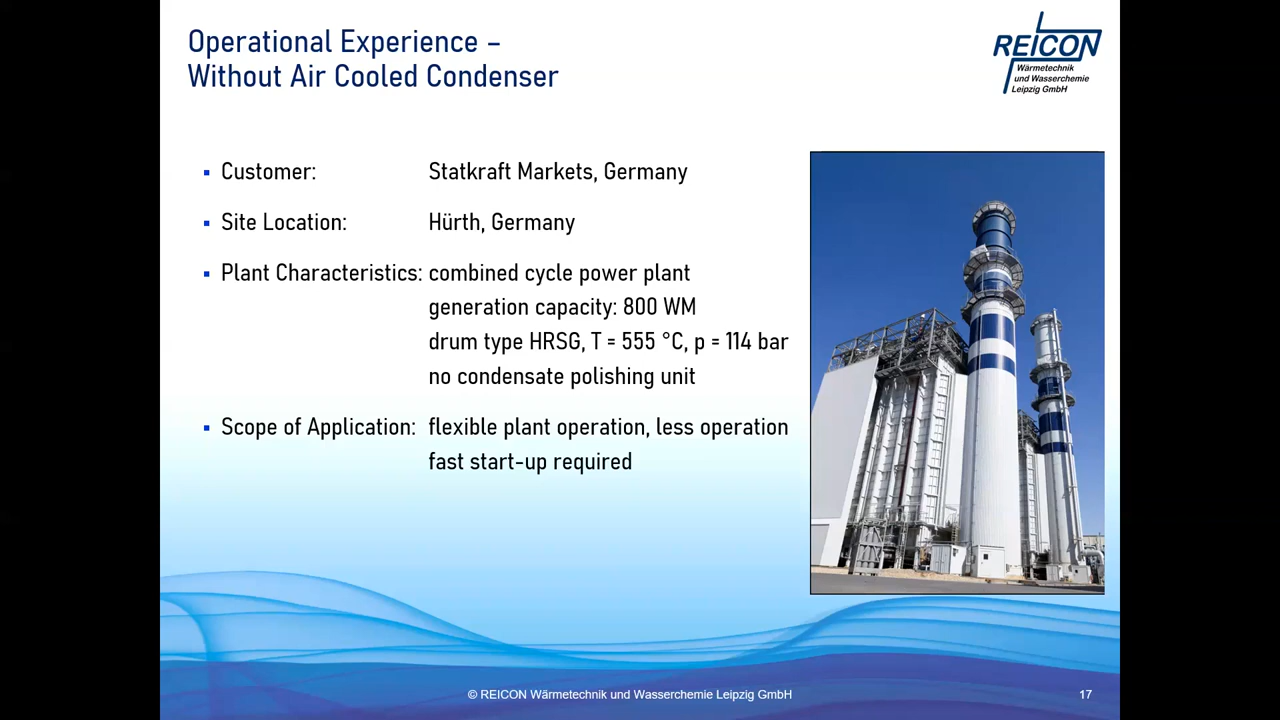 Operational Experience –
Without Air Cooled Condenser
REICON
Wärmetechnik
und Wasserchemie
Leipzig GmbH
Customer: Statkraft Markets, Germany
Site Location: Hürth, Germany
Plant Characteristics: combined cycle power plant
generation capacity: 800 WM
drum type HRSG, T = 555 °C, p = 114 bar
no condensate polishing unit
Scope of Application: flexible plant operation, less operation
fast start-up required
© REICON Wärmetechnik und Wasserchemie Leipzig GmbH
17